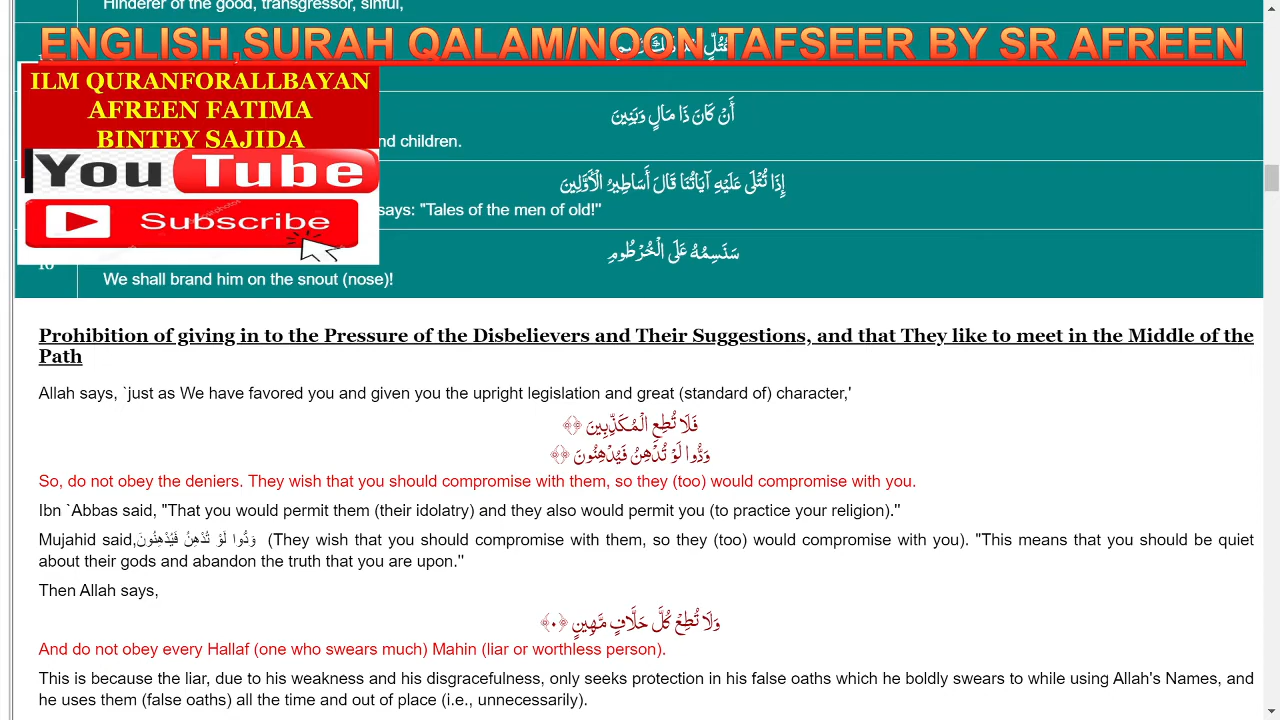 Hinderer of the good, transgressor, sinful,
ENGLISH,SURAH QALAM/NOON,TAFSEER BY SR AFREEN
ILM QURANFORALLBAYAN
AFREEN FATIMA
BINTEY SAJIDA
YouTube
Subscribe
أَنْ كَانَ ذَا مَالٍ وَبَنِينَ
nd children.
إِذَا تُتْلَى عَلَيْهِ آيَاتُنَا قَالَ أَسَاطِيرُ الْأَوَّلِينَ
says: "Tales of the men of old!"
سَنَسِمُهُ عَلَى الْخُرْطُومِ
We shall brand him on the snout (nose)!
Prohibition of giving in to the Pressure of the Disbelievers and Their Suggestions, and that They like to meet in the Middle of the
Path
Allah says, `just as We have favored you and given you the upright legislation and great (standard of) character,'
فَلَا تُطِعِ الْمُكَذِّبِينَ ﴿﴾
وَدُّوا لَوْ تُدْهِنُ فَيُدْهِنُونَ ﴿﴾
So, do not obey the deniers. They wish that you should compromise with them, so they (too) would compromise with you.
Ibn `Abbas said, "That you would permit them (their idolatry) and they also would permit you (to practice your religion).''
Mujahid said,وَدُّوا لَوْ تُدْهِنُ فَيُدْهِنُونَ (They wish that you should compromise with them, so they (too) would compromise with you). "This means that you should be quiet
about their gods and abandon the truth that you are upon.''
Then Allah says,
وَلَا تُطِعْ كُلَّ حَلَّافٍ مَّهِينٍ ﴿٠﴾
And do not obey every Hallaf (one who swears much) Mahin (liar or worthless person).
This is because the liar, due to his weakness and his disgracefulness, only seeks protection in his false oaths which he boldly swears to while using Allah's Names, and
he uses them (false oaths) all the time and out of place (i.e., unnecessarily).